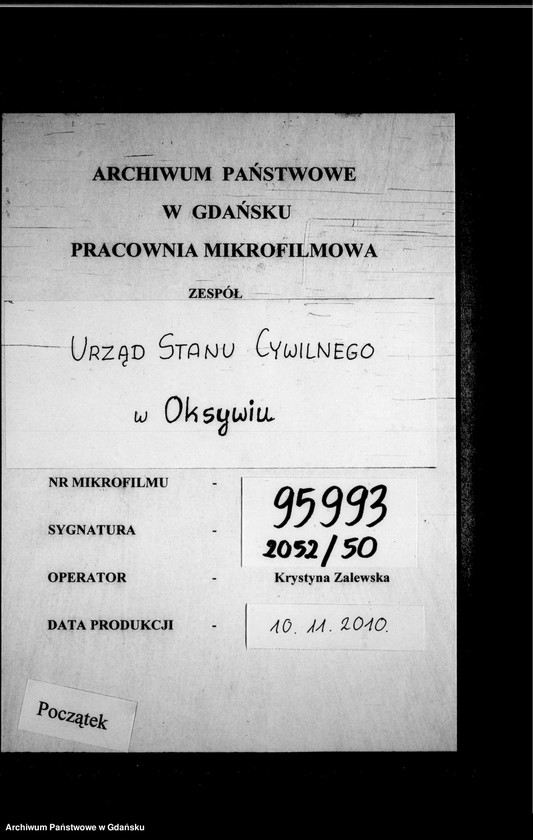 ARCHIWUM PAŃSTWOWE
W GDAŃSKU
PRACOWNIA MIKROFILMOWA
ZESPÓŁ
URZĄD STANU CYWILNEGO
w Oksywiu
NR MIKROFILMU - 95993
SYGNATURA - 2052/50
OPERATOR - Krystyna Zalewska
DATA PRODUKCJI - 10. 11. 2010.
Początek
Archiwum Państwowe w Gdańsku